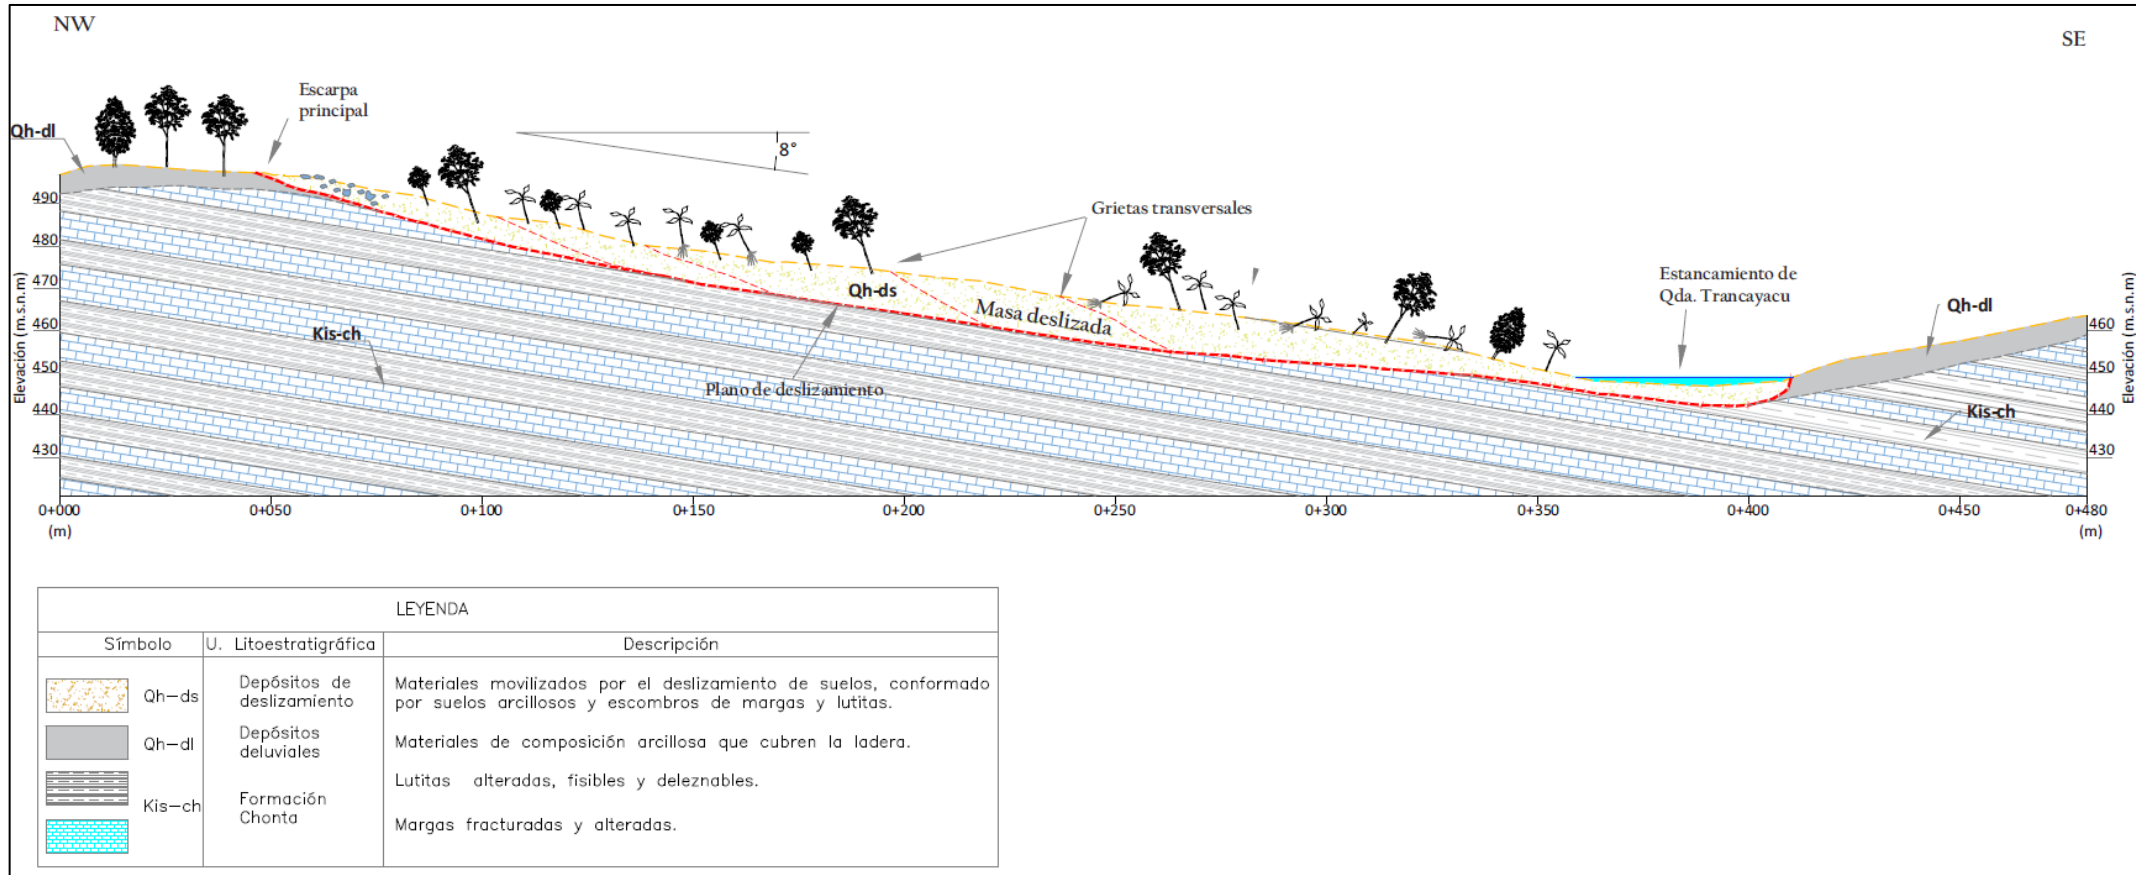 NW
SE
Escarpa
principal
Qh-dl
8°
Grietas transversales
Estancamiento de
Qda. Trancayacu
Qh-dl
Qh-ds
Masa deslizada
Kis-ch
Plano de deslizamiento
Kis-ch
Elevación (m.s.n.m)
490
480
470
460
450
440
430
460
450
440
430
Elevación (m.s.n.m)
0+000 0+050 0+100 0+150 0+200 0+250 0+300 0+350 0+400 0+450 0+480
(m) (m)
LEYENDA
Símbolo U. Litoestratigráfica Descripción
Qh-ds Depósitos de deslizamiento
Materiales movilizados por el deslizamiento de suelos, conformado
por suelos arcillosos y escombros de margas y lutitas.
Qh-dl Depósitos deluviales
Materiales de composición arcillosa que cubren la ladera.
Kis-ch Formación Chonta
Lutitas alteradas, fisibles y deleznables.
Margas fracturadas y alteradas.